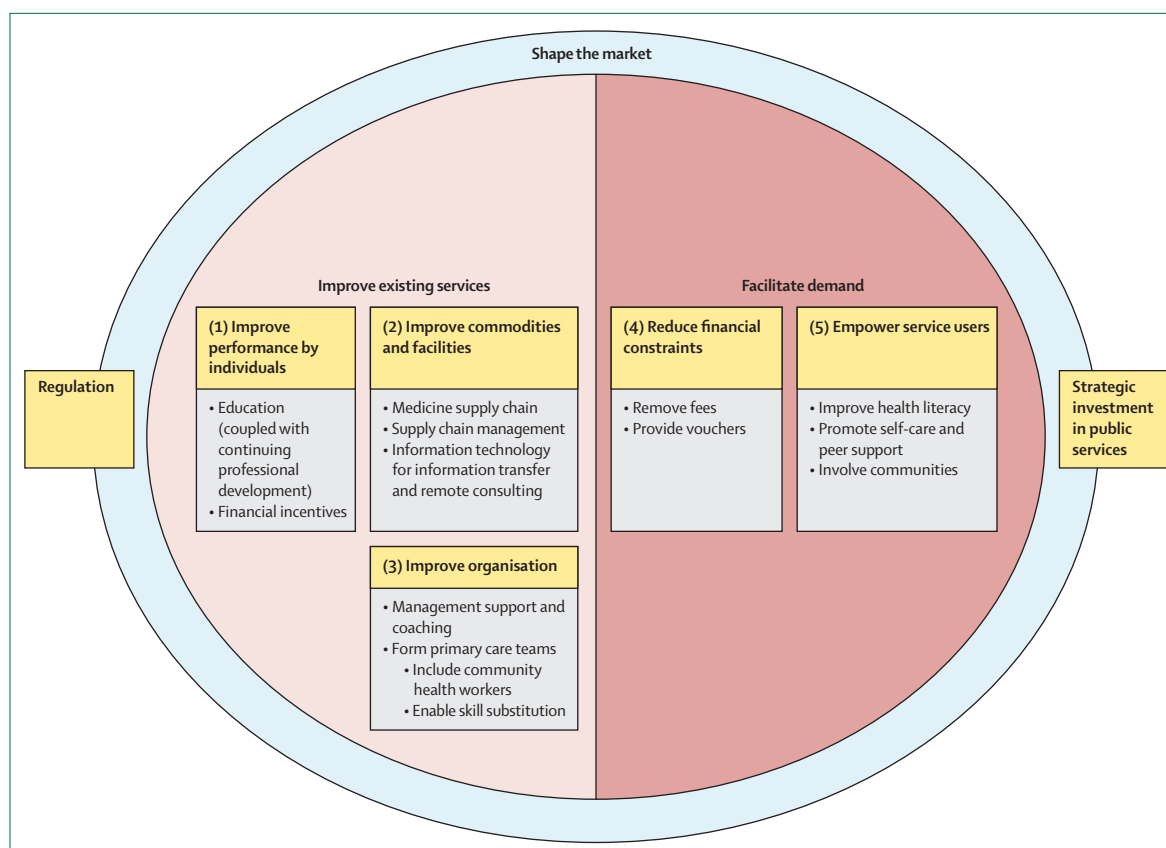 Shape the market
Improve existing services
Facilitate demand
Regulation
(1) Improve
performance by
individuals
• Education
(coupled with
continuing
professional
development)
• Financial incentives
(2) Improve commodities
and facilities
• Medicine supply chain
• Supply chain management
• Information technology
for information transfer
and remote consulting
(3) Improve organisation
• Management support and
coaching
• Form primary care teams
• Include community
health workers
• Enable skill substitution
(4) Reduce financial
constraints
• Remove fees
• Provide vouchers
(5) Empower service users
• Improve health literacy
• Promote self-care and
peer support
• Involve communities
Strategic
investment
in public
services